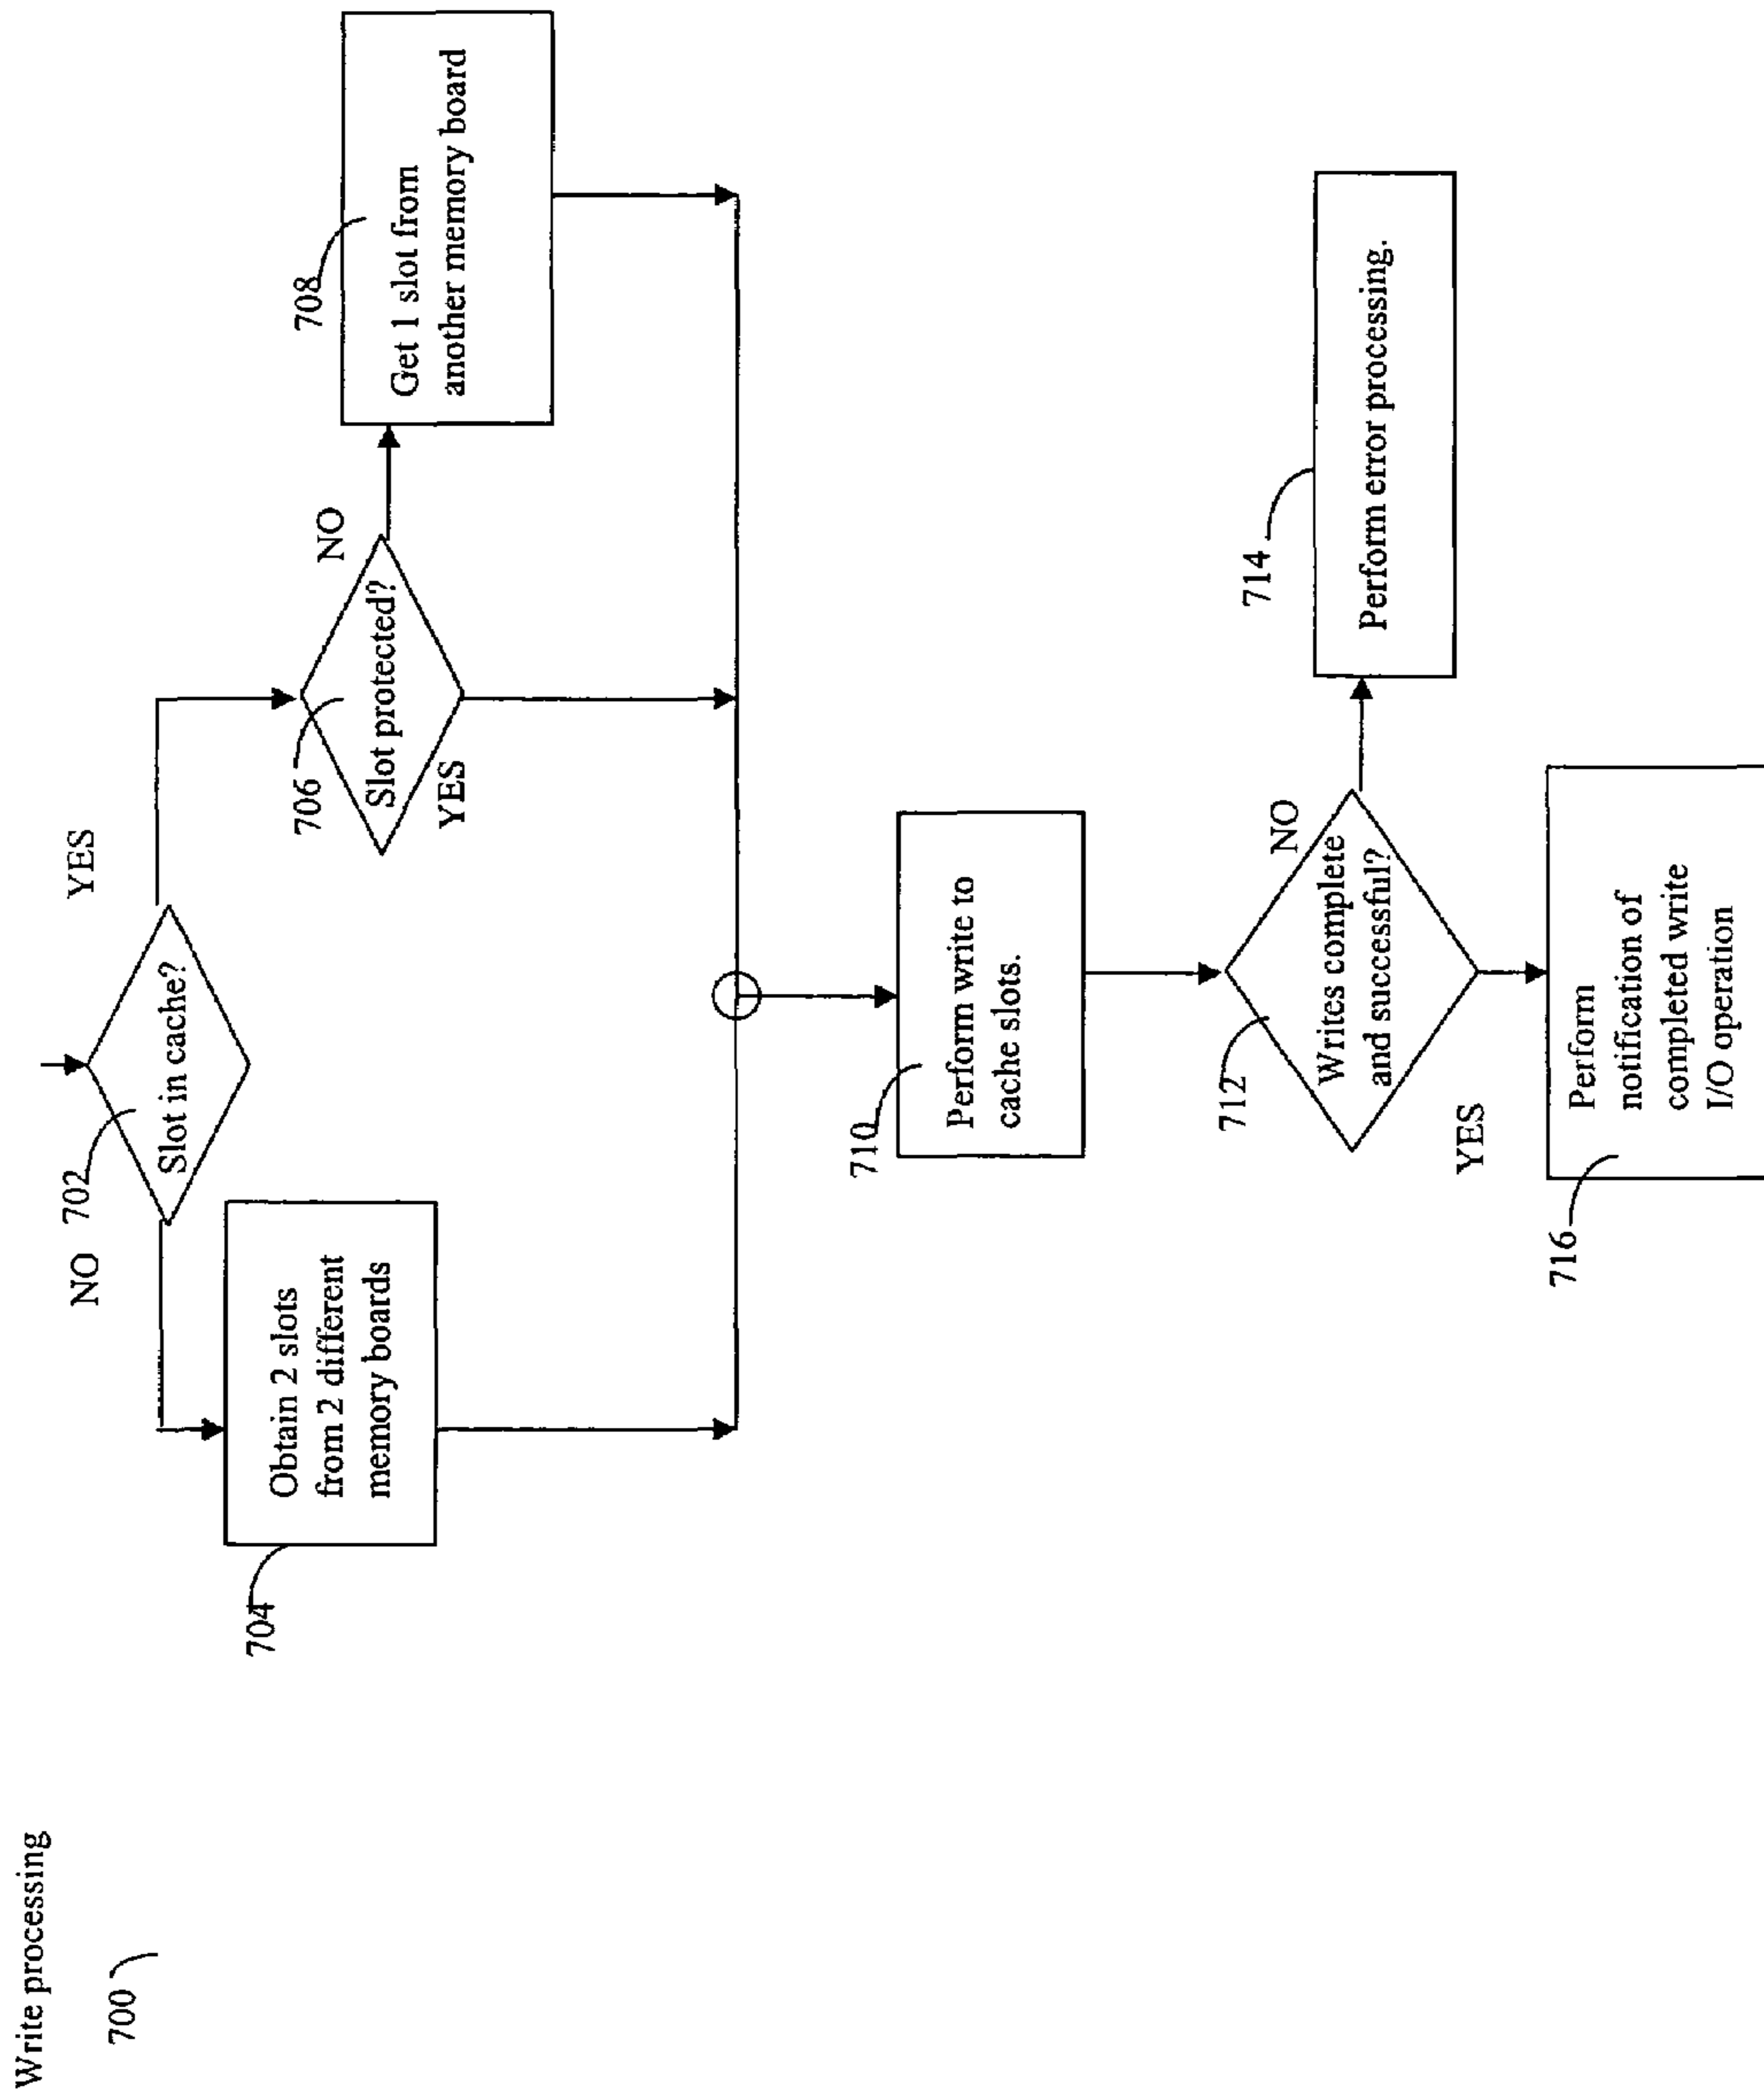 Write processing
700
NO
702
Slot in cache?
YES
704
Obtain 2 slots
from 2 different
memory boards
706
Slot protected?
NO
YES
708
Get 1 slot from
another memory board
710
Perform write to
cache slots.
712
Writes complete
and successful?
NO
YES
714
Perform error processing.
716
Perform
notification of
completed write
I/O operation